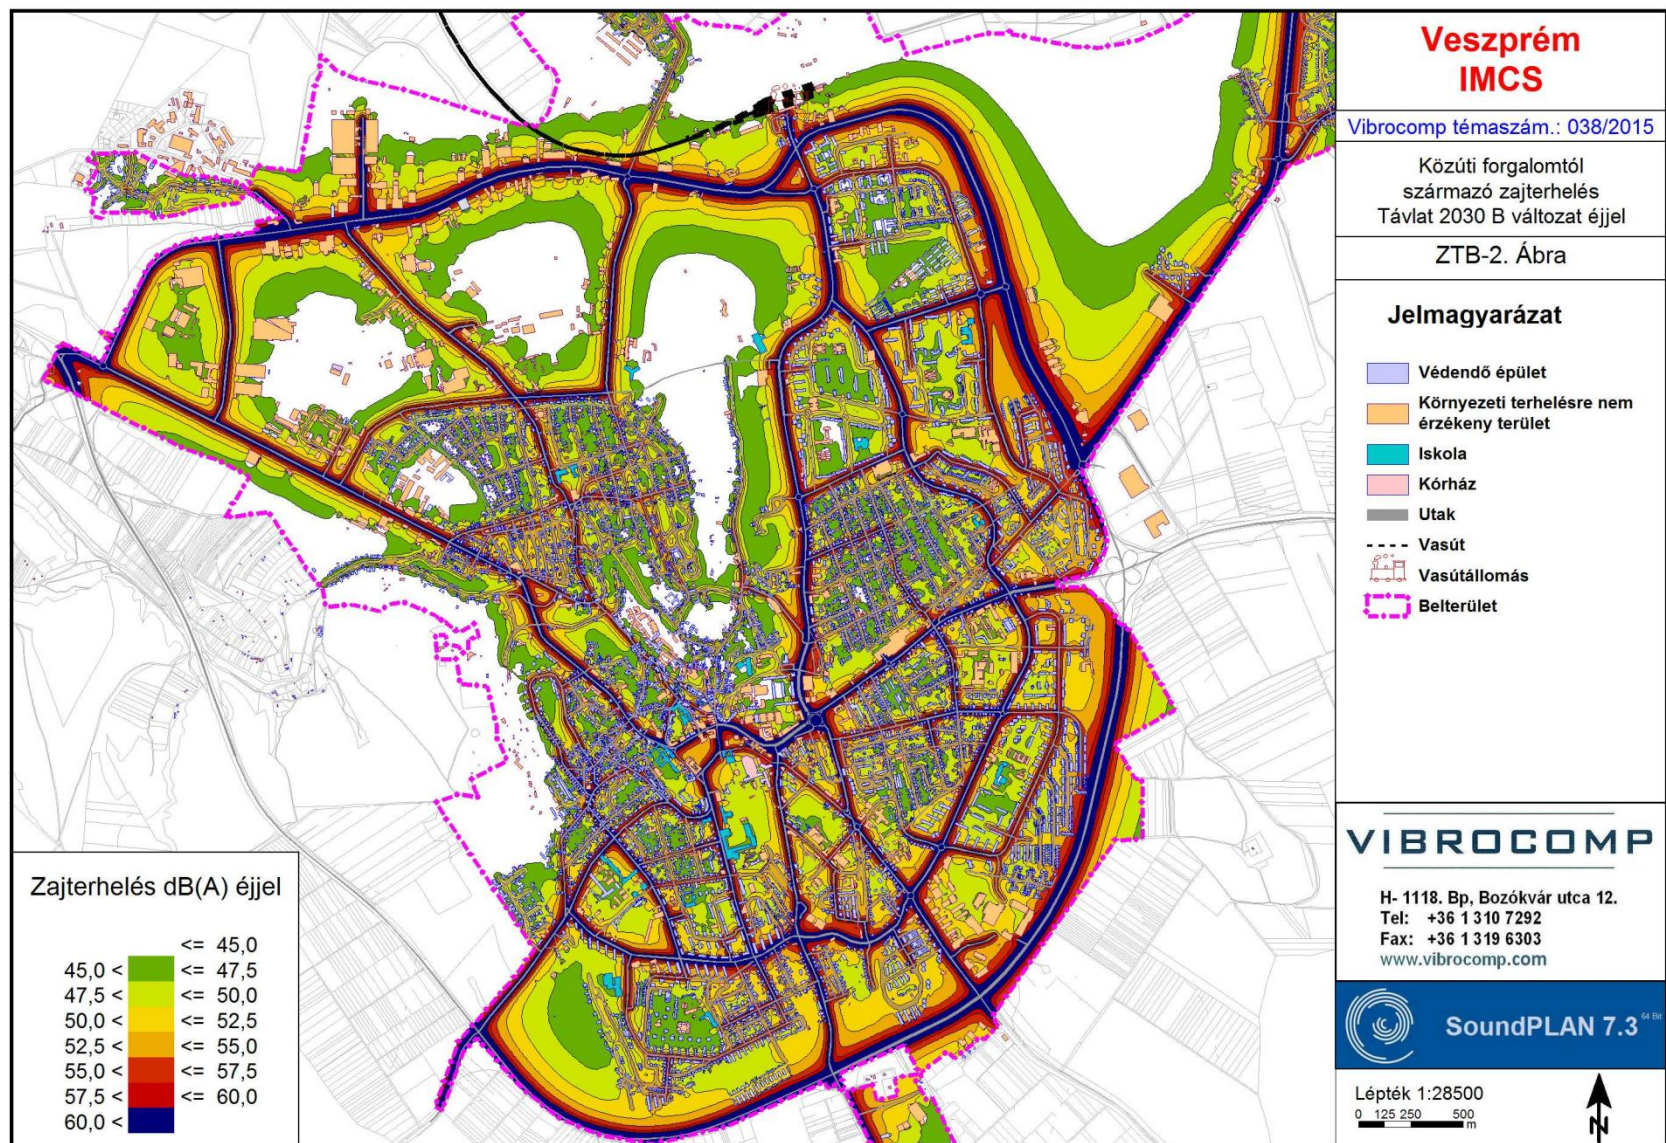 Veszprém
IMCS
Vibrocomp témaszám.: 038/2015
Közúti forgalomtól
származó zajterhelés
Távlat 2030 B változat éjjel
ZTB-2. Ábra
Jelmagyarázat
Védendő épület
Környezeti terhelésre nem
érzékeny terület
Iskola
Kórház
Utak
Vasút
Vasútállomás
Belterület
VIBROCOMP
H- 1118. Bp, Bozókvár utca 12.
Tel: +36 1 310 7292
Fax: +36 1 319 6303
www.vibrocomp.com
SoundPLAN 7.3 64 Bit
Lépték 1:28500
0 125 250 500
m
N
Zajterhelés dB(A) éjjel
<= 45,0
45,0 < <= 47,5
47,5 < <= 50,0
50,0 < <= 52,5
52,5 < <= 55,0
55,0 < <= 57,5
57,5 < <= 60,0
60,0 <